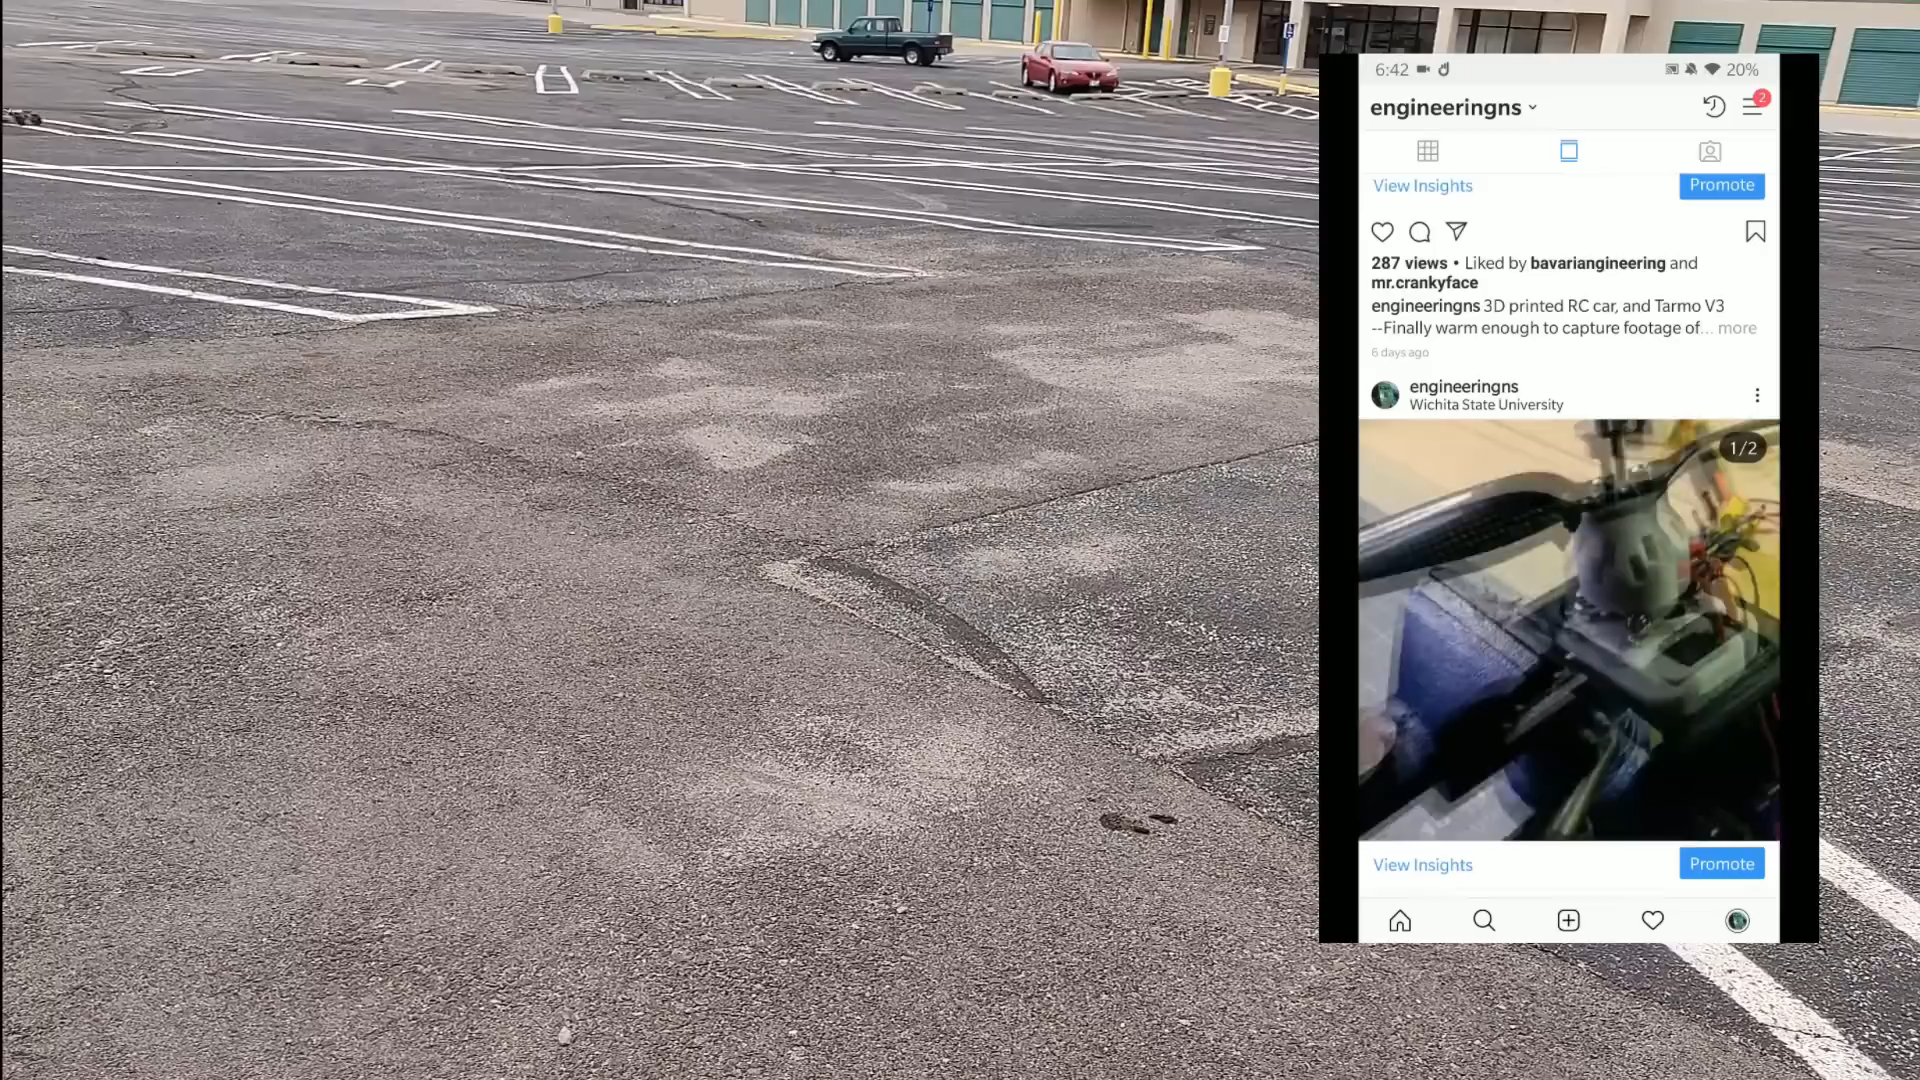 6:42
20%
engineeringns
2
View Insights
Promote
287 views • Liked by bavariangineering and
mr.crankyface
engineeringns 3D printed RC car, and Tarmo V3
--Finally warm enough to capture footage of... more
6 days ago
engineeringns
Wichita State University
1/2
View Insights
Promote